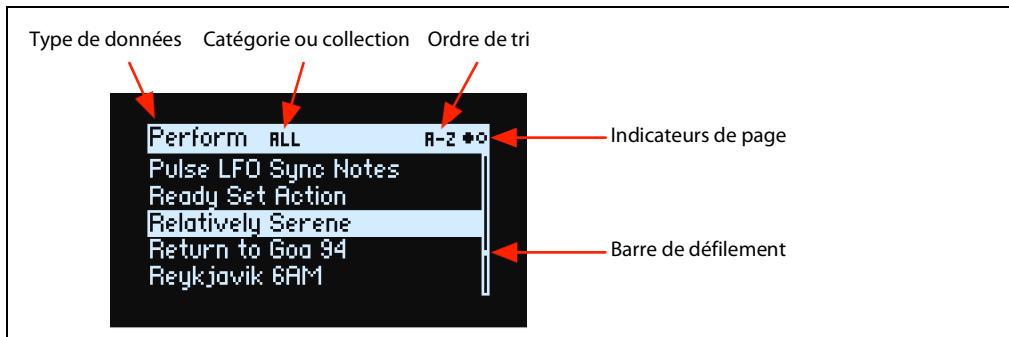 Type de données Catégorie ou collection Ordre de tri
Perform ALL A-Z
Indicateurs de page
Pulse LFO Sync Notes
Ready Set Action
Relatively Serene
Return to Goa 94
Barre de défilement
Reykjavik 6AM